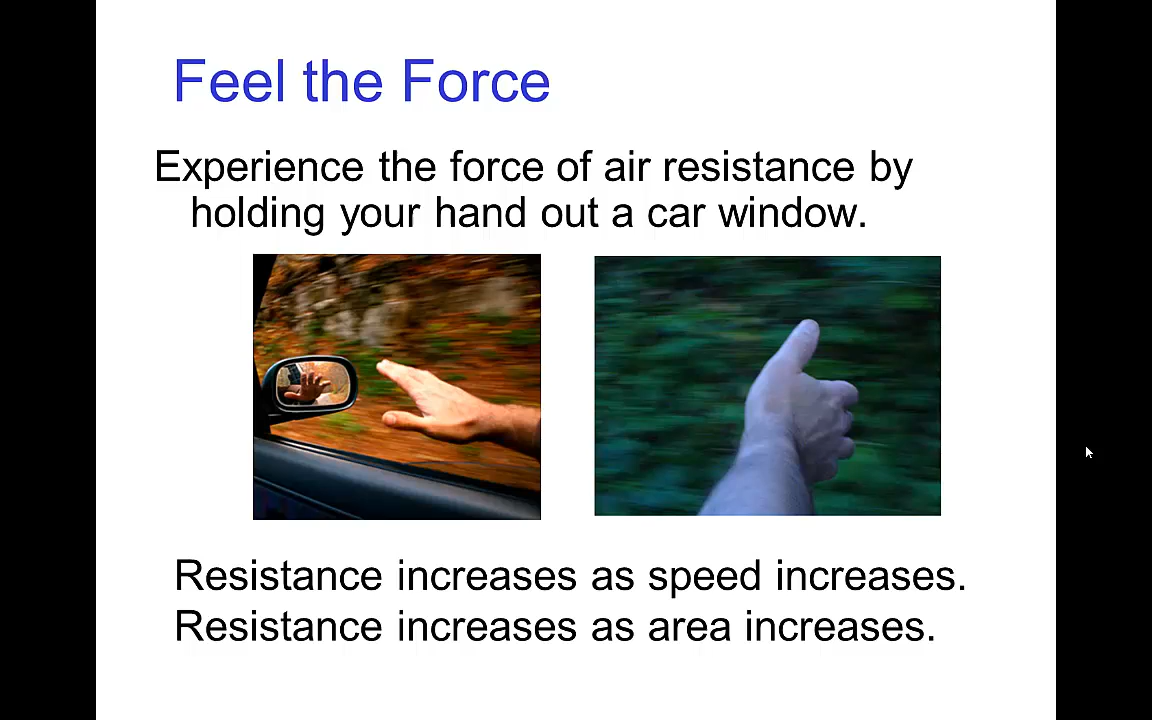 Feel the Force
Experience the force of air resistance by
holding your hand out a car window.
Resistance increases as speed increases.
Resistance increases as area increases.